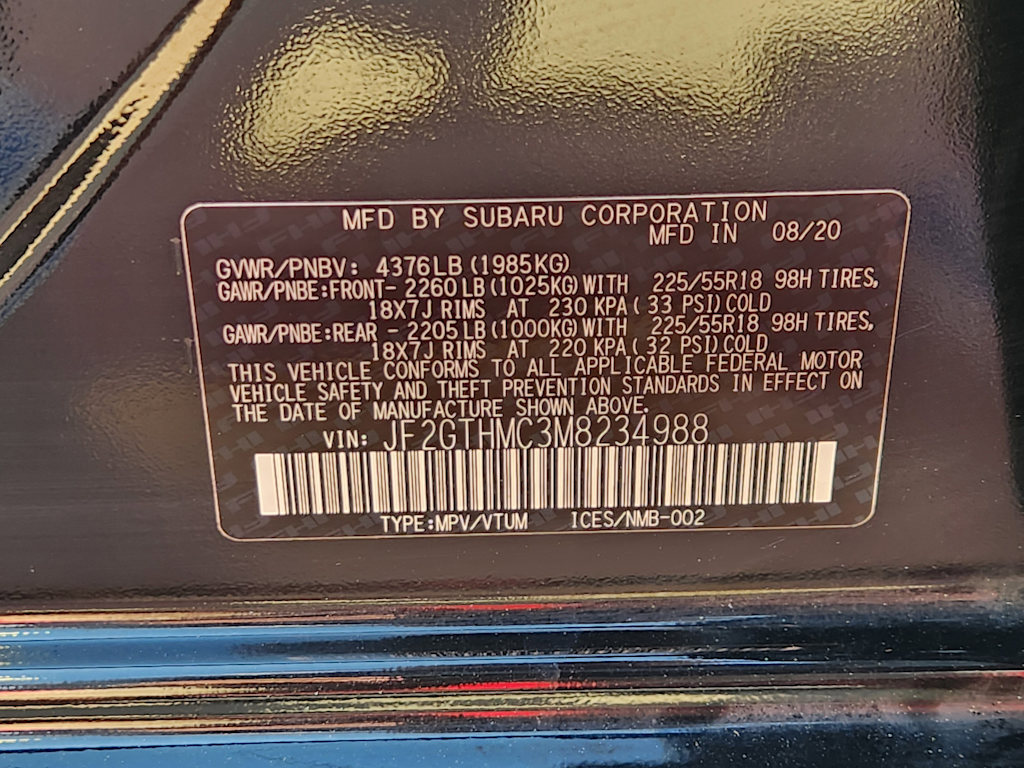 MFD BY SUBARU CORPORATION
MFD IN 08/20
GVWR/PNBV: 4376LB (1985KG)
GAWR/PNBE:FRONT- 2260LB (1025KG) WITH 225/55R18 98H TIRES,
18X7J RIMS AT 230 KPA (33 PSI) COLD
GAWR/PNBE:REAR - 2205LB (1000KG) WITH 225/55R18 98H TIRES,
18X7J RIMS AT 220 KPA (32 PSI) COLD
THIS VEHICLE CONFORMS TO ALL APPLICABLE FEDERAL MOTOR
VEHICLE SAFETY AND THEFT PREVENTION STANDARDS IN EFFECT ON
THE DATE OF MANUFACTURE SHOWN ABOVE.
VIN: JF2GTHMC3M8234988
TYPE:MPV/VTUM ICES/NMB-002